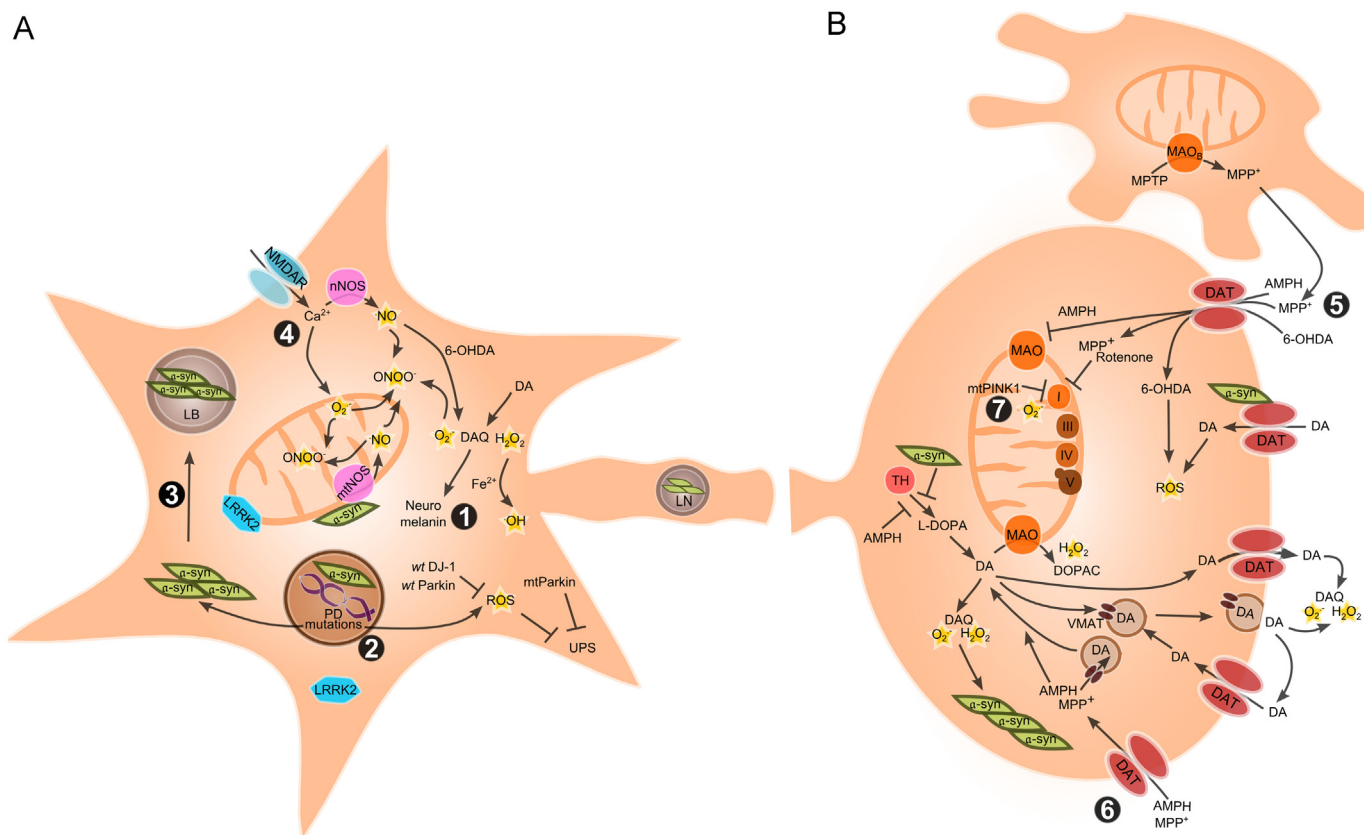 A
NMDAR
nNOS
Ca²⁺
NO
4
6-OHDA
ONOO⁻
DA
α-syn
α-syn
α-syn
LB
O₂·⁻
NO
O₂·⁻
DAQ
H₂O₂
ONOO⁻
mtNOS
Fe²⁺
LRRK2
α-syn
Neuro
melanin
1
·OH
3
LN
wt DJ-1
wt Parkin
mtParkin
α-syn
α-syn
α-syn
α-syn
PD
mutations
ROS
2
UPS
LRRK2
B
MAO_B
MPTP
MPP⁺
DAT
AMPH
MPP⁺
5
6-OHDA
AMPH
MAO
MPP⁺
Rotenone
mtPINK1
7
O₂·⁻
I
III
IV
V
6-OHDA
α-syn
DA
DAT
DA
ROS
α-syn
TH
L-DOPA
AMPH
MAO
H₂O₂
DOPAC
DA
DA
DAT
DA
DAQ
O₂·⁻
H₂O₂
DAQ
O₂·⁻
H₂O₂
VMAT
DA
DA
DA
DA
DA
AMPH
MPP⁺
DAT
DA
α-syn
α-syn
α-syn
DAT
6
AMPH
MPP⁺